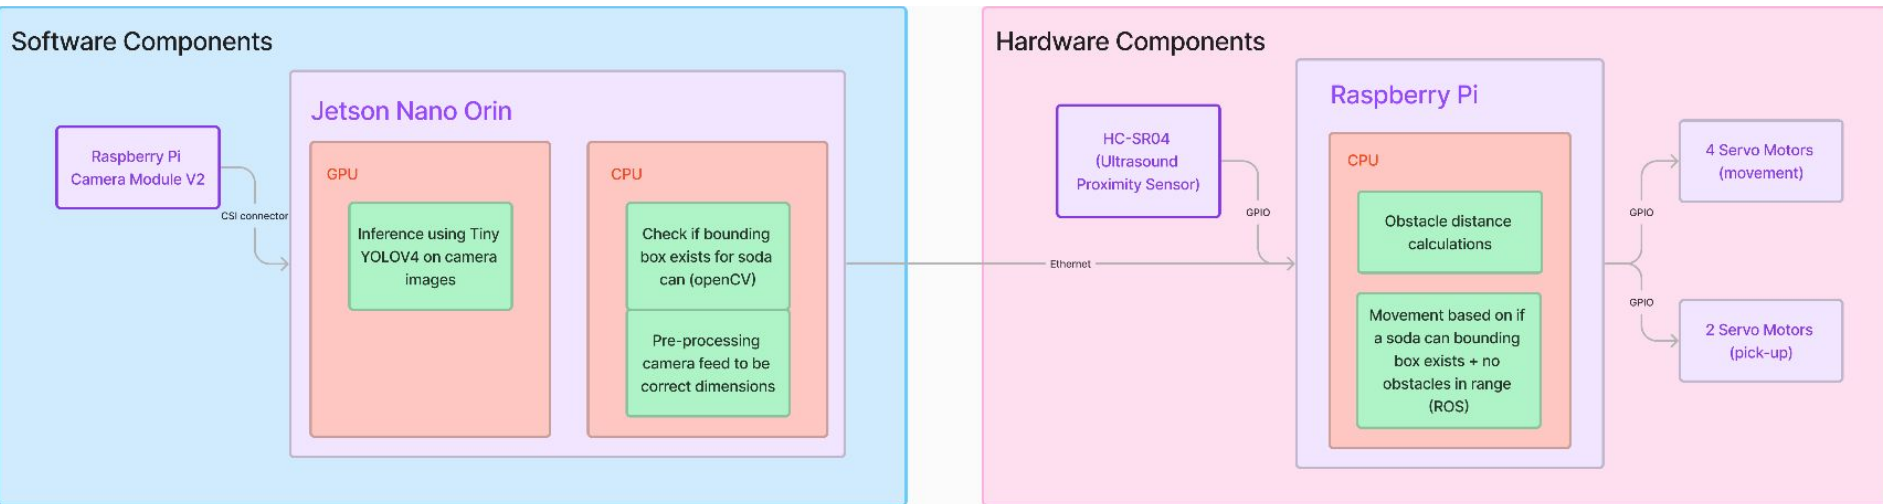 Software Components
Raspberry Pi
Camera Module V2
CSI connector
Jetson Nano Orin
GPU
Inference using Tiny
YOLOV4 on camera
images
CPU
Check if bounding
box exists for soda
can (openCV)
Pre-processing
camera feed to be
correct dimensions
Ethernet
Hardware Components
HC-SR04
(Ultrasound
Proximity Sensor)
GPIO
Raspberry Pi
CPU
Obstacle distance
calculations
Movement based on if
a soda can bounding
box exists + no
obstacles in range
(ROS)
GPIO
4 Servo Motors
(movement)
GPIO
2 Servo Motors
(pick-up)